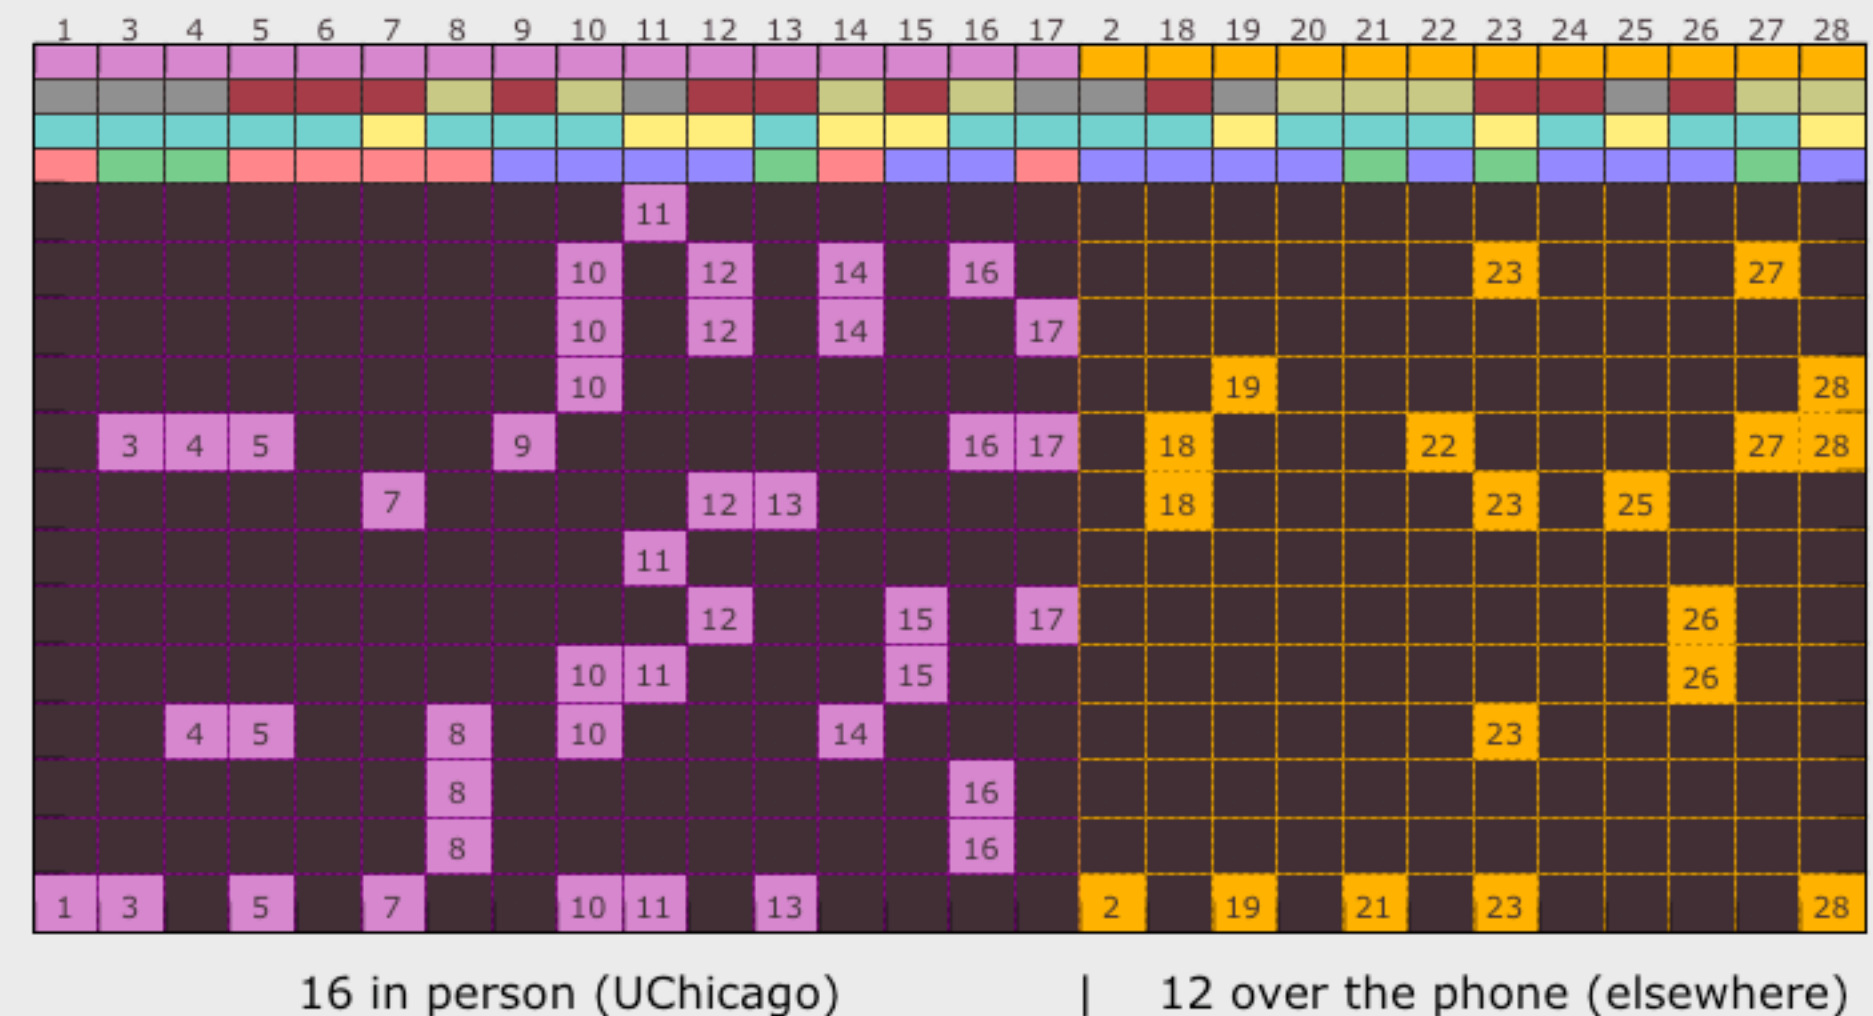 1 3 4 5 6 7 8 9 10 11 12 13 14 15 16 17 2 18 19 20 21 22 23 24 25 26 27 28
11
10 12 14 16 23 27
10 12 14 17
10 19 28
3 4 5 9 16 17 18 22 27 28
7 12 13 18 23 25
11
12 15 17 26
10 11 15 26
4 5 8 10 14 23
8 16
8 16
1 3 5 7 10 11 13 2 19 21 23 28
16 in person (UChicago) | 12 over the phone (elsewhere)